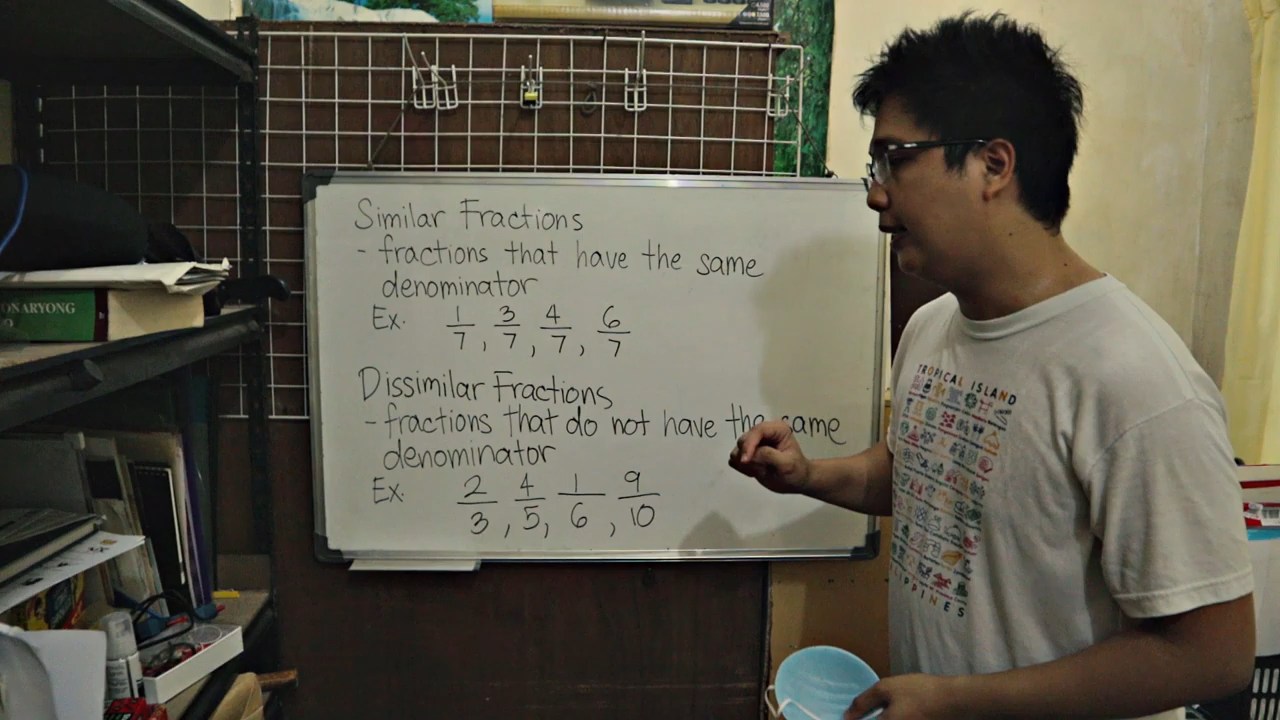 Similar Fractions
- fractions that have the same
denominator
Ex. 1/7, 3/7, 4/7, 6/7
Dissimilar Fractions
- fractions that do not have the same
denominator
Ex. 2/3, 4/5, 1/6, 9/10
TROPICAL ISLAND
ILIPPINES
ONARYONG
O